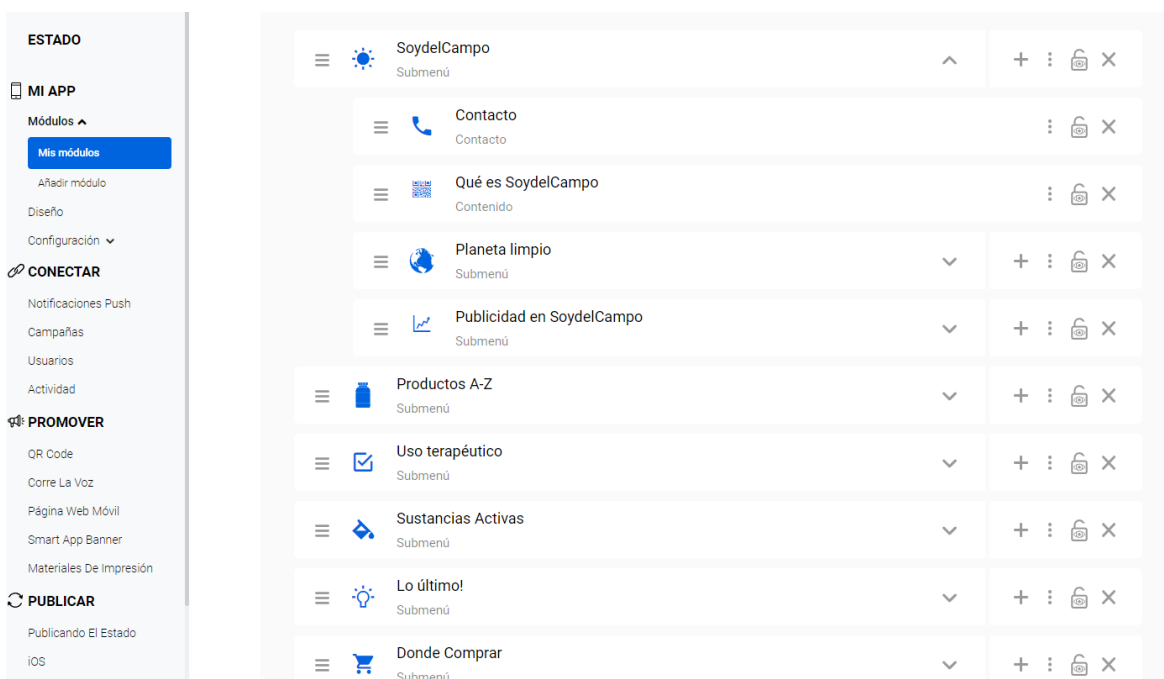 ESTADO
MI APP
Módulos
Mis módulos
Añadir módulo
Diseño
Configuración
CONECTAR
Notificaciones Push
Campañas
Usuarios
Actividad
PROMOVER
QR Code
Corre La Voz
Página Web Móvil
Smart App Banner
Materiales De Impresión
PUBLICAR
Publicando El Estado
iOS
SoydelCampo
Submenú
Contacto
Contacto
Qué es SoydelCampo
Contenido
Planeta limpio
Submenú
Publicidad en SoydelCampo
Submenú
Productos A-Z
Submenú
Uso terapéutico
Submenú
Sustancias Activas
Submenú
Lo último!
Submenú
Donde Comprar
Submenú